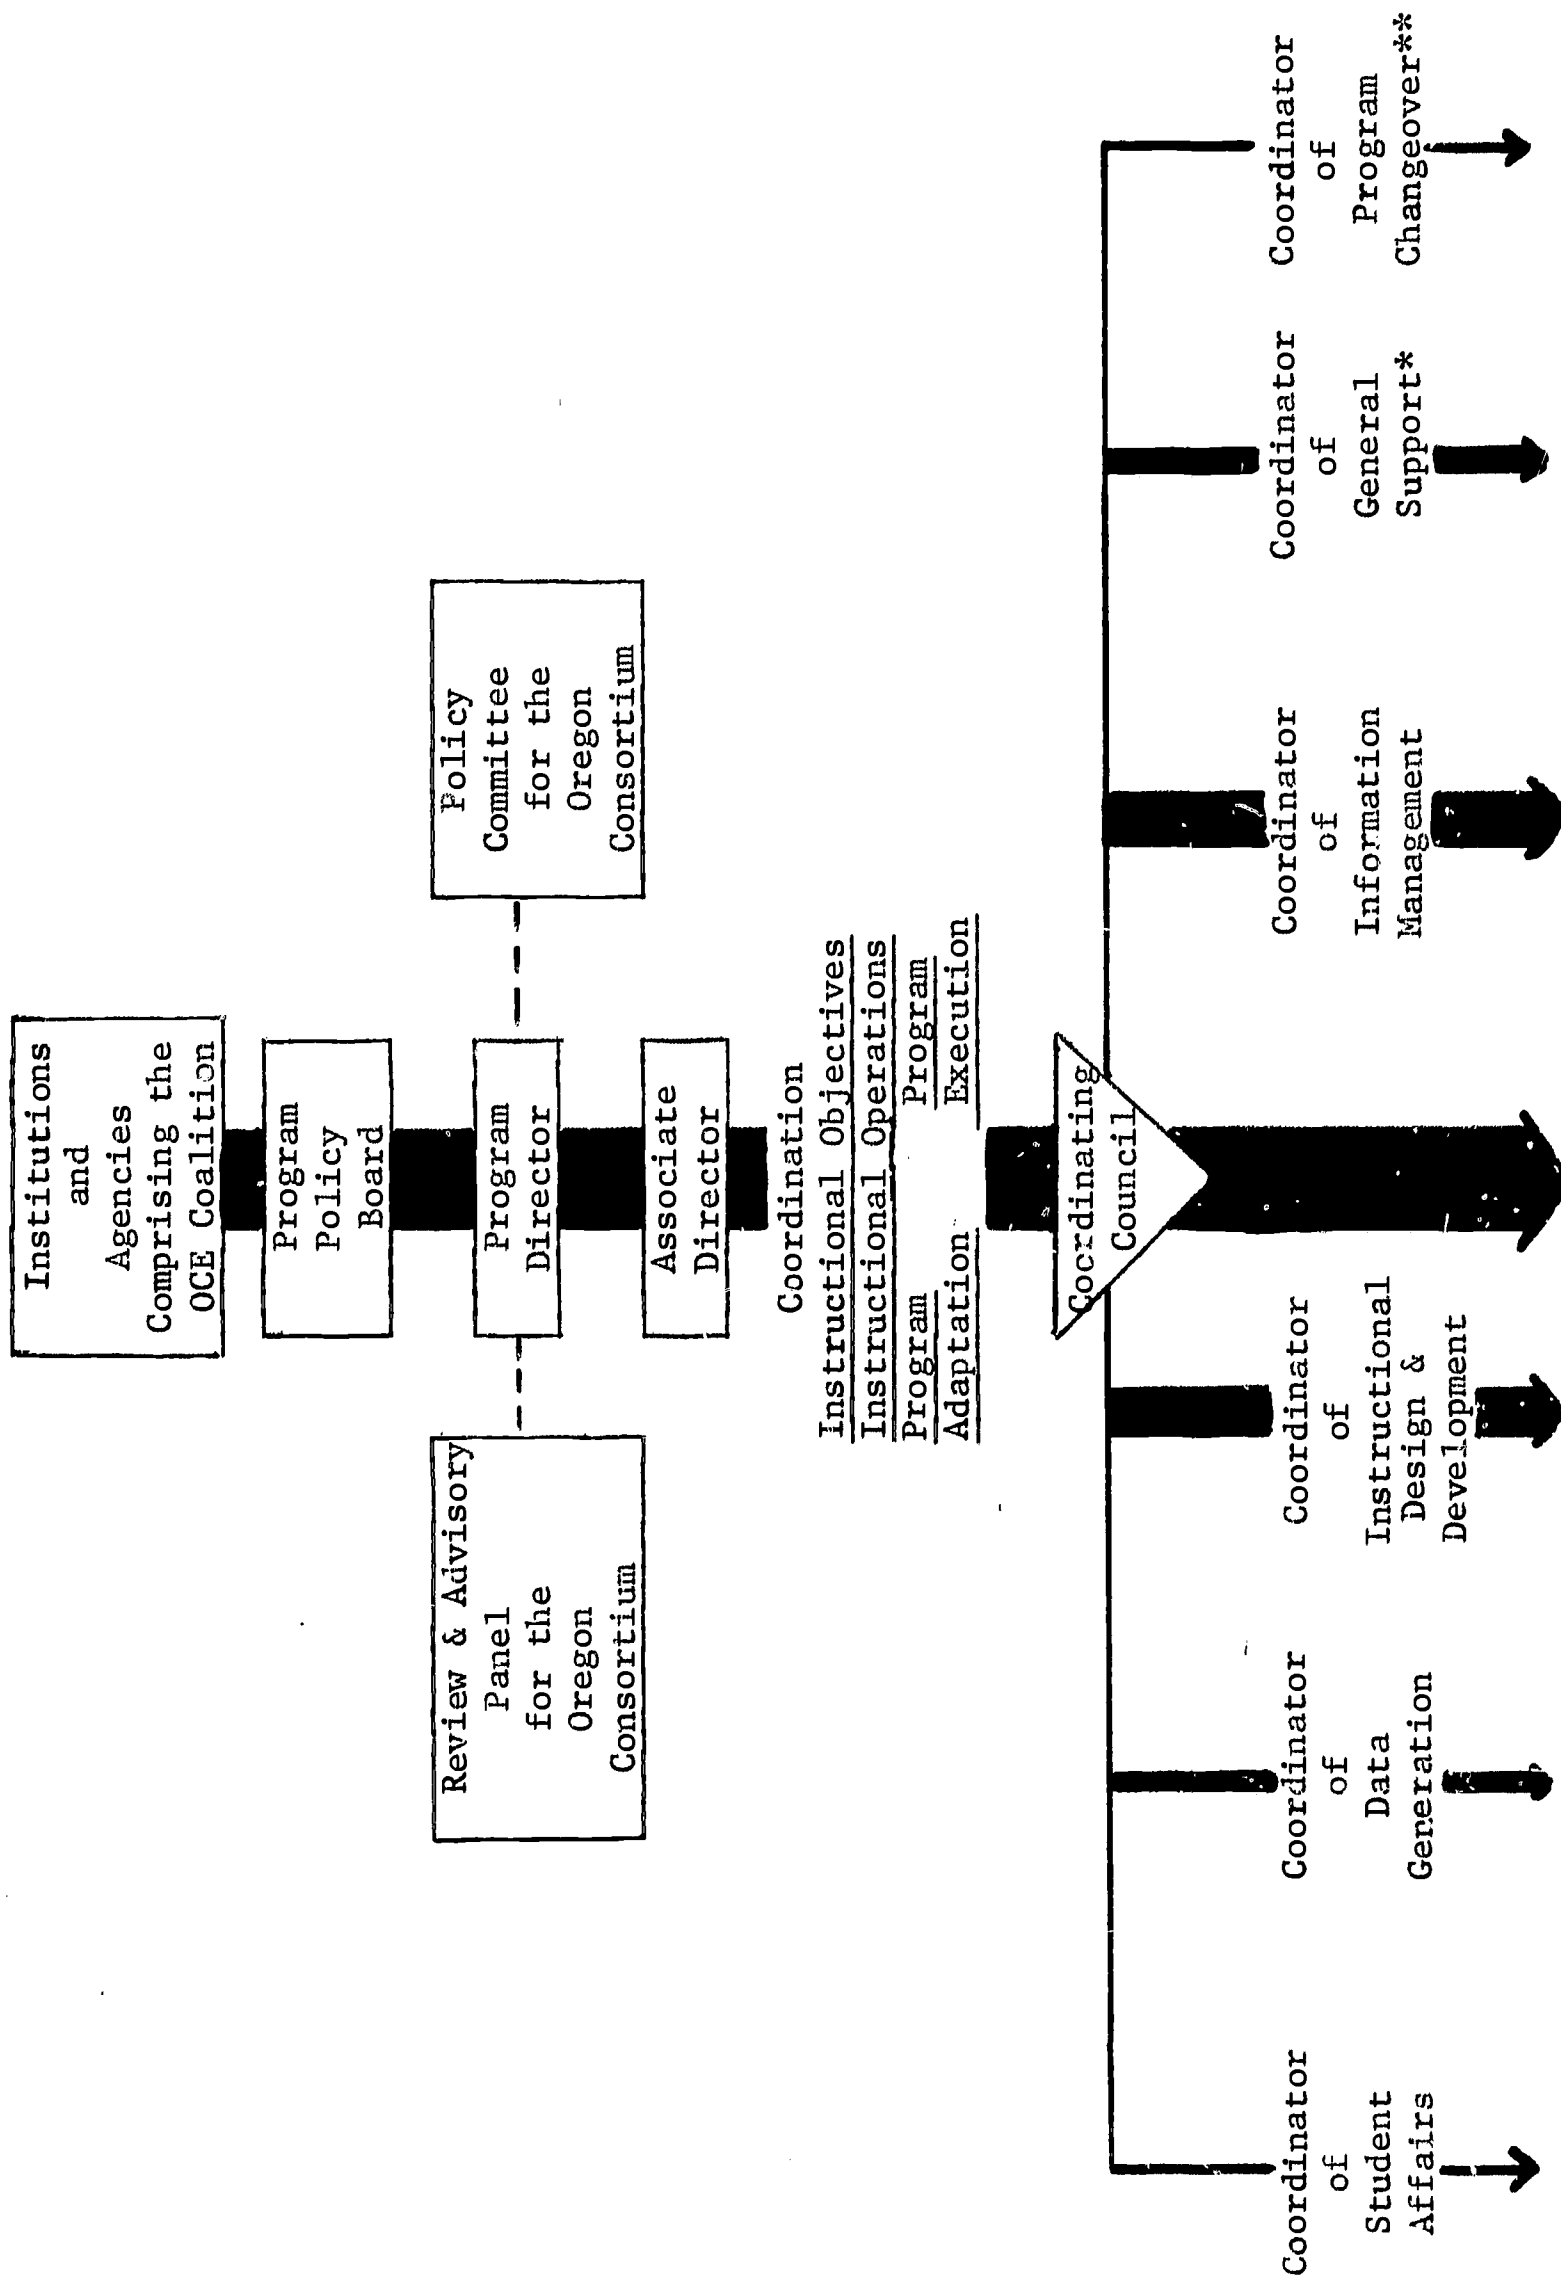 Institutions
and
Agencies
Comprising the
OCE Coalition
Program
Policy
Board
Review & Advisory
Panel
for the
Oregon
Consortium
Program
Director
Policy
Committee
for the
Oregon
Consortium
Associate
Director
Coordination
Instructional Objectives
Instructional Operations
Program Program
Adaptation Execution
Coordinating
Council
Coordinator
of
Student
Affairs
Coordinator
of
Data
Generation
Coordinator
of
Instructional
Design &
Development
Coordinator
of
Information
Management
Coordinator
of
General
Support*
Coordinator
of
Program
Changeover**